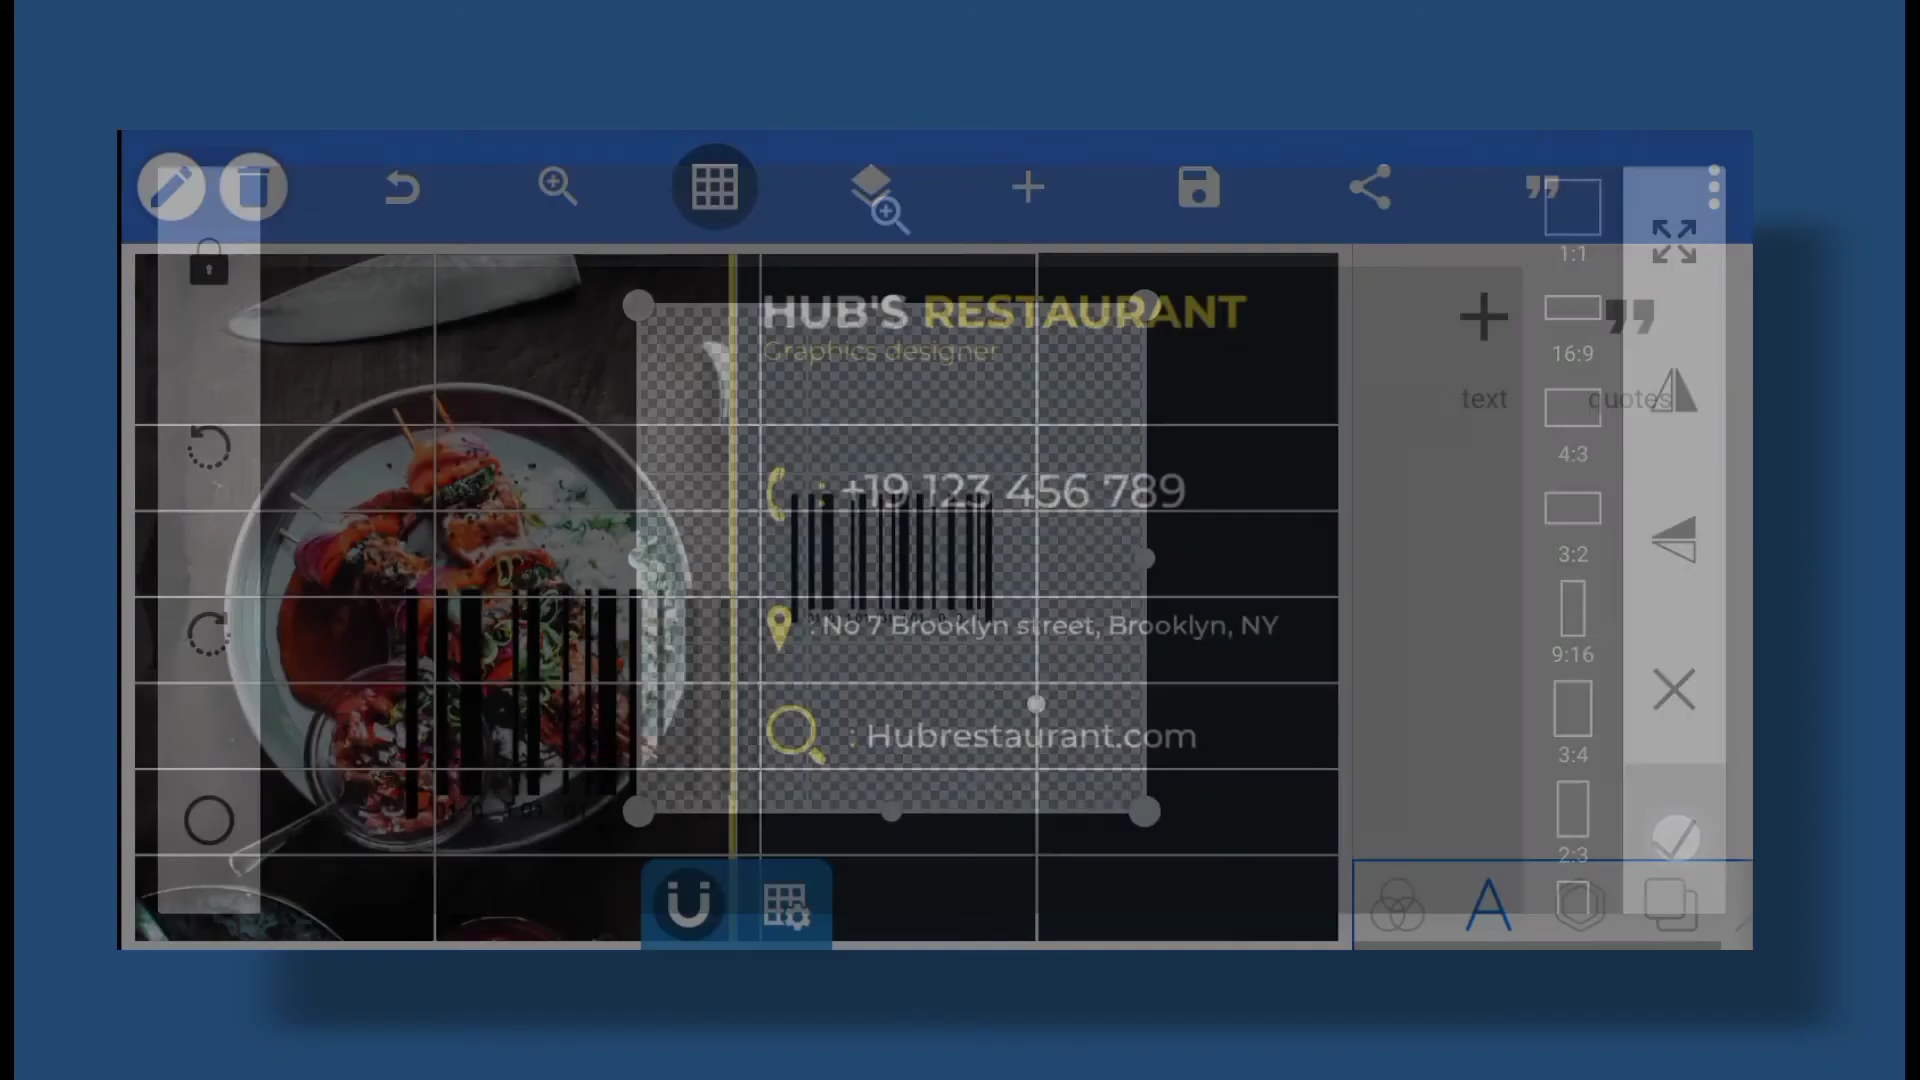 1:1
HUB'S RESTAURANT
Graphics designer
16:9
text
quotes
4:3
: +19 123 456 789
3:2
: No 7 Brooklyn street, Brooklyn, NY
9:16
: Hubrestaurant.com
3:4
2:3